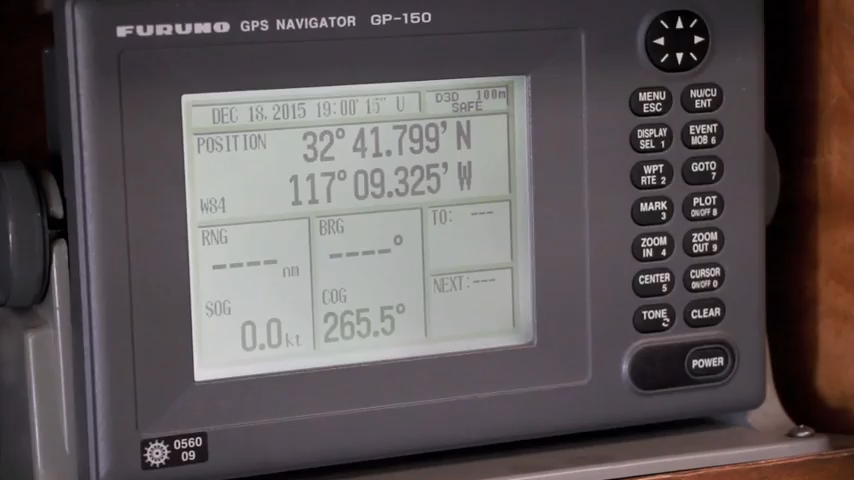 FURUNO GPS NAVIGATOR GP-150
DEC 18, 2015 19:00' 15" U
D3D 100m
SAFE
POSITION
32° 41.799' N
117° 09.325' W
W84
RNG
----nm
BRG
----°
TO: ---
SOG
0.0kt
COG
265.5°
NEXT:---
MENU
ESC
NU/CU
ENT
DISPLAY
SEL 1
EVENT
MOB 6
WPT
RTE 2
GOTO
7
MARK
3
PLOT
ON/OFF 8
ZOOM
IN 4
ZOOM
OUT 9
CENTER
5
CURSOR
ON/OFF 0
TONE
CLEAR
POWER
0560
09